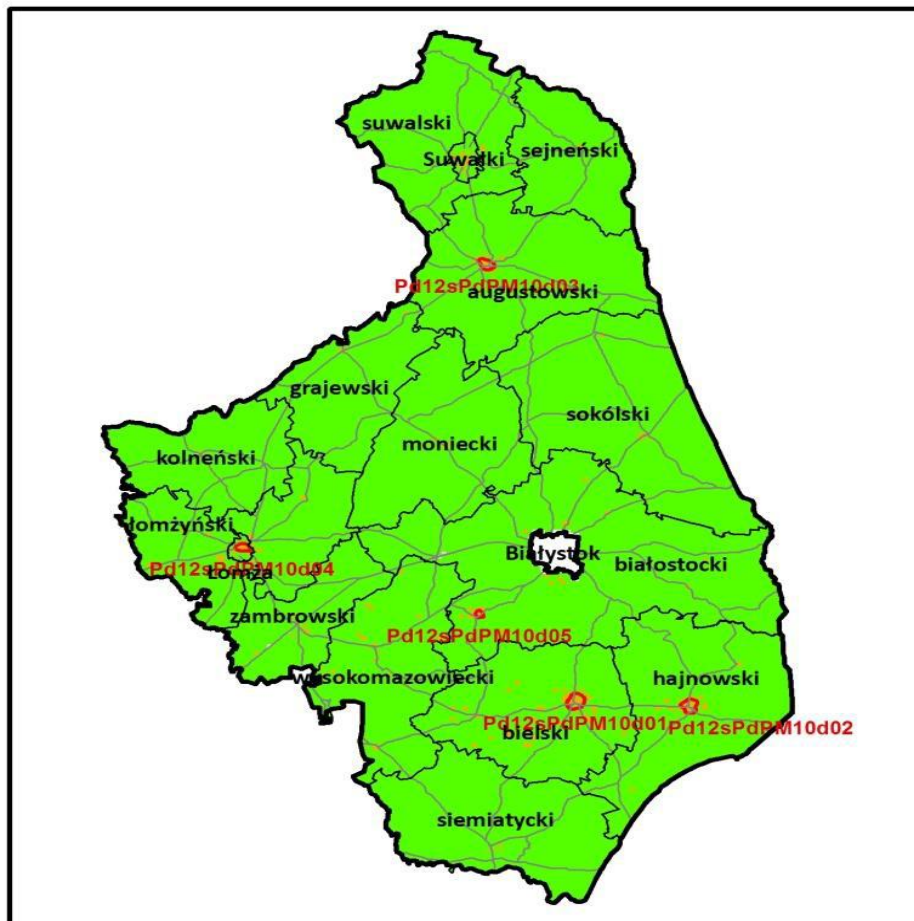 suwalski
Suwałki
sejneński
Pd12sPdPM10d03
augustowski
grajewski
sokólski
moniecki
kolneński
łomżyński
Białystok
białostocki
Pd12sPdPM10d04
Łomża
zambrowski
Pd12sPdPM10d05
wysokomazowiecki
hajnowski
Pd12sPdPM10d01
Pd12sPdPM10d02
bielski
siemiatycki